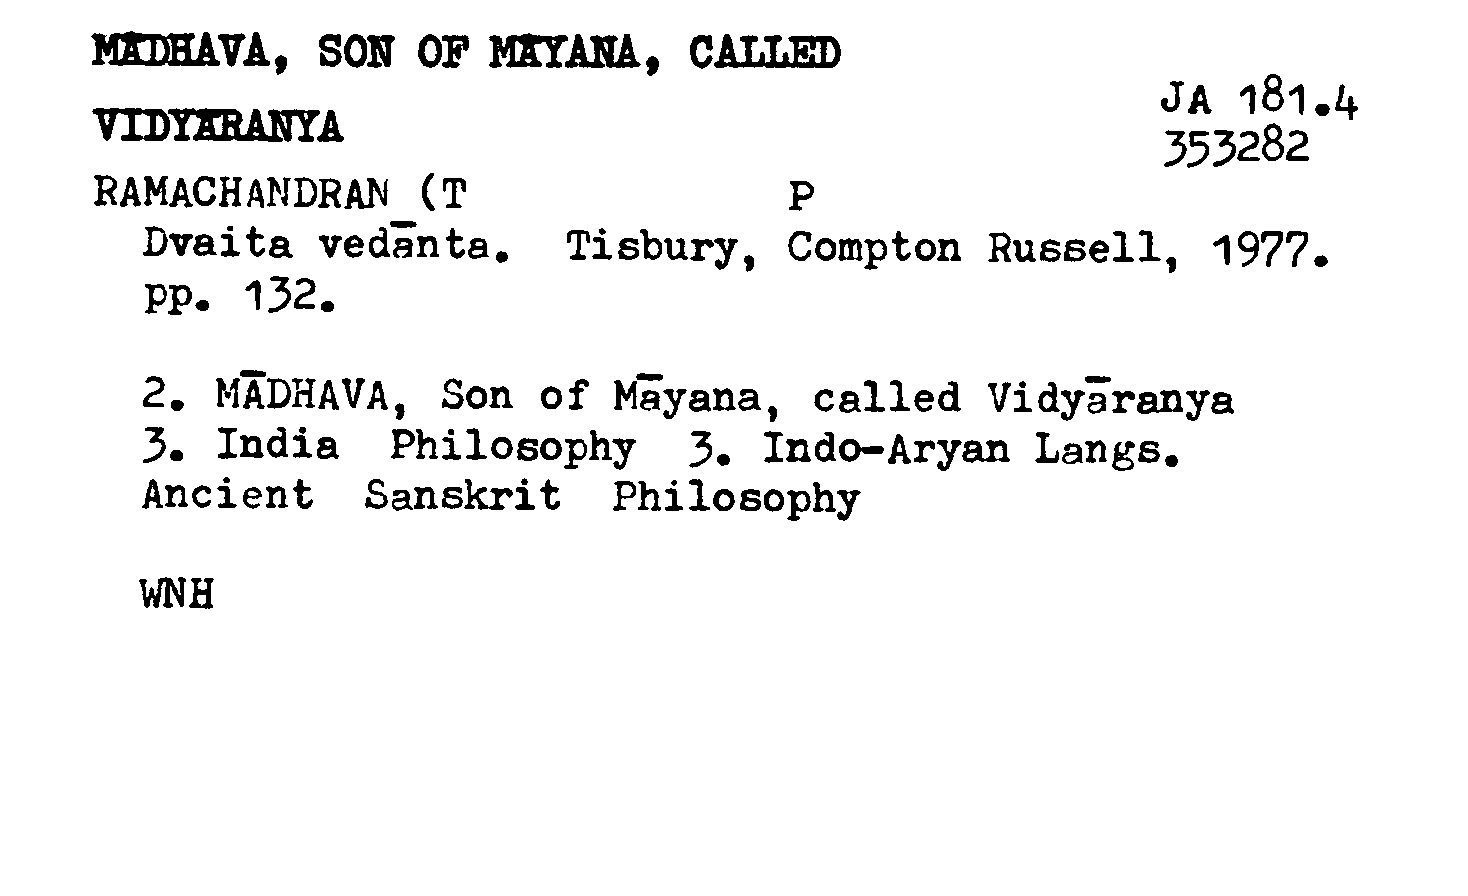 MĀDHAVA, SON OF MĀYANA, CALLED
VIDYĀRANYA
JA 181.4
353282
RAMACHANDRAN (T P
Dvaita vedānta. Tisbury, Compton Russell, 1977.
pp. 132.
2. MĀDHAVA, Son of Māyana, called Vidyāranya
3. India Philosophy 3. Indo-Aryan Langs.
Ancient Sanskrit Philosophy
WNH